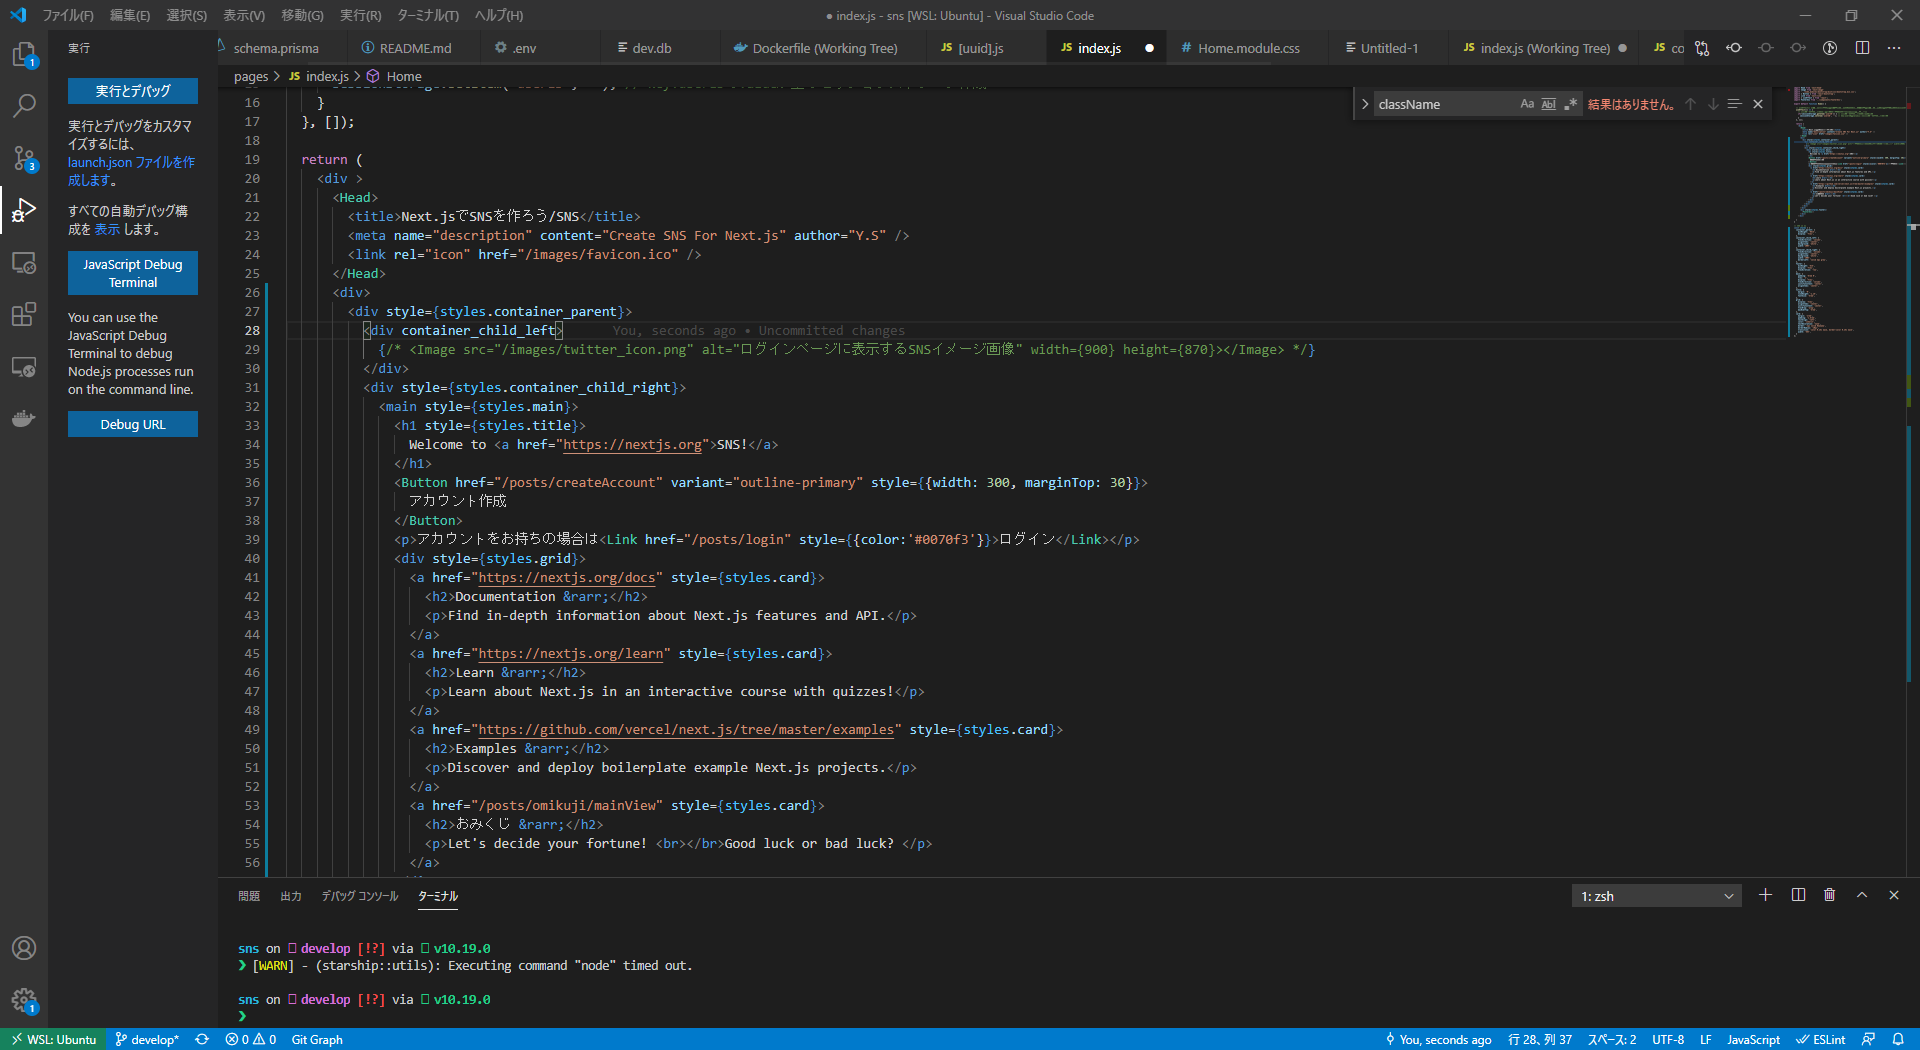 ファイル(F) 編集(E) 選択(S) 表示(V) 移動(G) 実行(R) ターミナル(T) ヘルプ(H)
● index.js - sns [WSL: Ubuntu] - Visual Studio Code
実行
schema.prisma README.md .env dev.db Dockerfile (Working Tree) JS [uuid].js JS index.js ● # Home.module.css Untitled-1 JS index.js (Working Tree) ● JS co
pages > JS index.js > Home
className Aa Abl .* 結果はありません。
実行とデバッグ
実行とデバッグをカスタマ
イズするには、
launch.json ファイルを作
成します。
すべての自動デバッグ構
成を 表示 します。
JavaScript Debug
Terminal
You can use the
JavaScript Debug
Terminal to debug
Node.js processes run
on the command line.
Debug URL
1
3
1
16 }
17 }, []);
18
19 return (
20 <div >
21 <Head>
22 <title>Next.jsでSNSを作ろう/SNS</title>
23 <meta name="description" content="Create SNS For Next.js" author="Y.S" />
24 <link rel="icon" href="/images/favicon.ico" />
25 </Head>
26 <div>
27 <div style={styles.container_parent}>
28 <div container_child_left> You, seconds ago • Uncommitted changes
29 {/* <Image src="/images/twitter_icon.png" alt="ログインページに表示するSNSイメージ画像" width={900} height={870}></Image> */}
30 </div>
31 <div style={styles.container_child_right}>
32 <main style={styles.main}>
33 <h1 style={styles.title}>
34 Welcome to <a href="https://nextjs.org">SNS!</a>
35 </h1>
36 <Button href="/posts/createAccount" variant="outline-primary" style={{width: 300, marginTop: 30}}>
37 アカウント作成
38 </Button>
39 <p>アカウントをお持ちの場合は<Link href="/posts/login" style={{color:'#0070f3'}}>ログイン</Link></p>
40 <div style={styles.grid}>
41 <a href="https://nextjs.org/docs" style={styles.card}>
42 <h2>Documentation &rarr;</h2>
43 <p>Find in-depth information about Next.js features and API.</p>
44 </a>
45 <a href="https://nextjs.org/learn" style={styles.card}>
46 <h2>Learn &rarr;</h2>
47 <p>Learn about Next.js in an interactive course with quizzes!</p>
48 </a>
49 <a href="https://github.com/vercel/next.js/tree/master/examples" style={styles.card}>
50 <h2>Examples &rarr;</h2>
51 <p>Discover and deploy boilerplate example Next.js projects.</p>
52 </a>
53 <a href="/posts/omikuji/mainView" style={styles.card}>
54 <h2>おみくじ &rarr;</h2>
55 <p>Let's decide your fortune! <br></br>Good luck or bad luck? </p>
56 </a>
問題 出力 デバッグ コンソール ターミナル
1: zsh
sns on develop [!?] via v10.19.0
❯ [WARN] - (starship::utils): Executing command "node" timed out.
sns on develop [!?] via v10.19.0
❯
WSL: Ubuntu develop* 0 0 Git Graph
You, seconds ago 行 28、列 37 スペース: 2 UTF-8 LF JavaScript ESLint